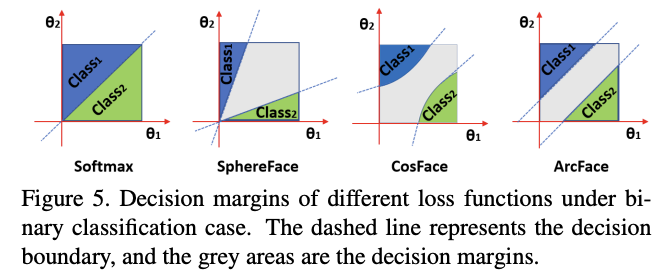 θ2 θ2 θ2 θ2
Class1 Class1 Class1 Class1
Class2 Class2 Class2 Class2
θ1 θ1 θ1 θ1
Softmax SphereFace CosFace ArcFace
Figure 5. Decision margins of different loss functions under bi-
nary classification case. The dashed line represents the decision
boundary, and the grey areas are the decision margins.